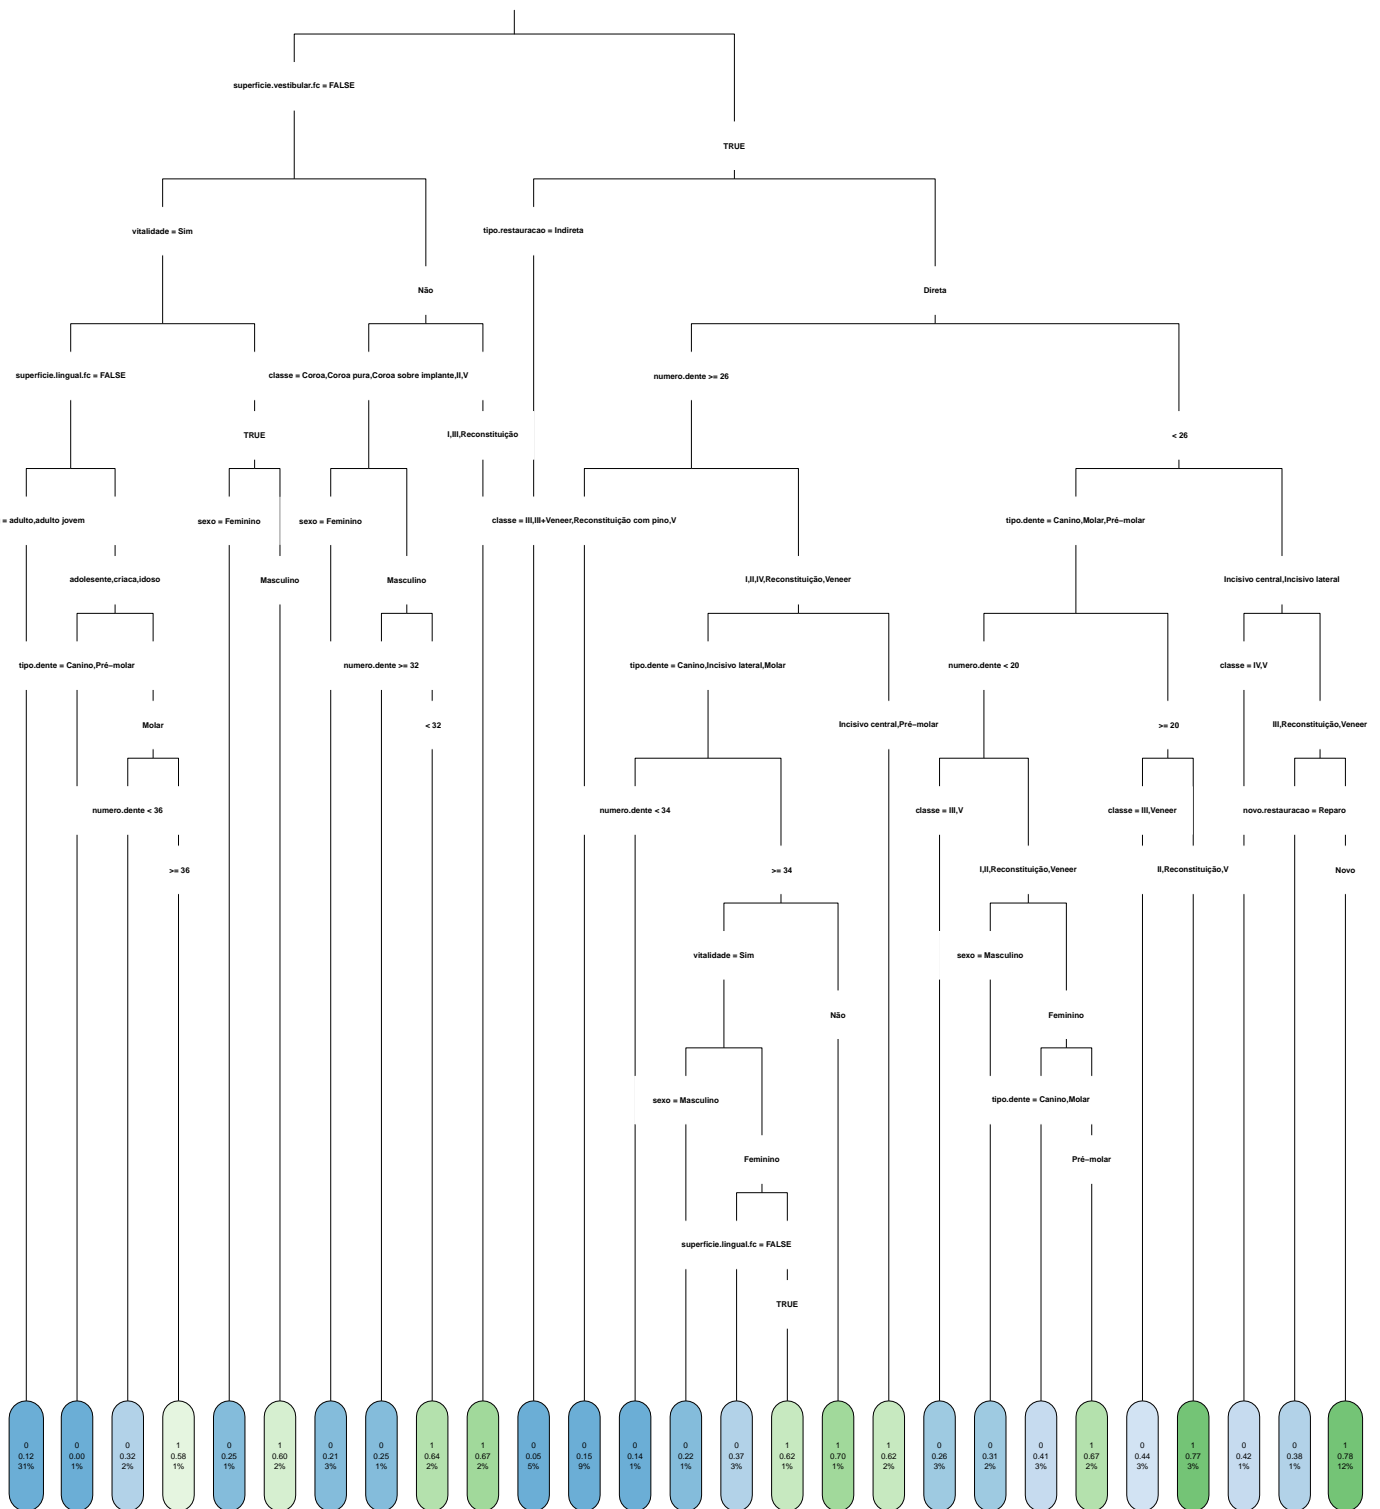 superficie.vestibular.fc = FALSE
TRUE
vitalidade = Sim
tipo.restauracao = Indireta
Não
Direta
superficie.lingual.fc = FALSE
classe = Coroa,Coroa pura,Coroa sobre implante,II,V
numero.dente >= 26
TRUE
I,III,Reconstituição
< 26
= adulto,adulto jovem
sexo = Feminino
sexo = Feminino
classe = III,III+Veneer,Reconstituição com pino,V
tipo.dente = Canino,Molar,Pré−molar
adolesente,criaca,idoso
Masculino
Masculino
I,II,IV,Reconstituição,Veneer
Incisivo central,Incisivo lateral
tipo.dente = Canino,Pré−molar
numero.dente >= 32
tipo.dente = Canino,Incisivo lateral,Molar
numero.dente < 20
classe = IV,V
Molar
< 32
Incisivo central,Pré−molar
>= 20
III,Reconstituição,Veneer
numero.dente < 36
numero.dente < 34
classe = III,V
classe = III,Veneer
novo.restauracao = Reparo
>= 36
>= 34
I,II,Reconstituição,Veneer
II,Reconstituição,V
Novo
vitalidade = Sim
sexo = Masculino
Não
Feminino
sexo = Masculino
tipo.dente = Canino,Molar
Feminino
Pré−molar
superficie.lingual.fc = FALSE
TRUE
0 0 0 1 0 1 0 0 1 1 0 0 0 0 0 1 1 1 0 0 0 1 0 1 0 0 1
0.12 0.00 0.32 0.58 0.25 0.60 0.21 0.25 0.64 0.67 0.05 0.15 0.14 0.22 0.37 0.62 0.70 0.62 0.26 0.31 0.41 0.67 0.44 0.77 0.42 0.38 0.78
31% 1% 2% 1% 1% 2% 3% 1% 2% 2% 5% 9% 1% 1% 3% 1% 1% 2% 3% 2% 3% 2% 3% 3% 1% 1% 12%